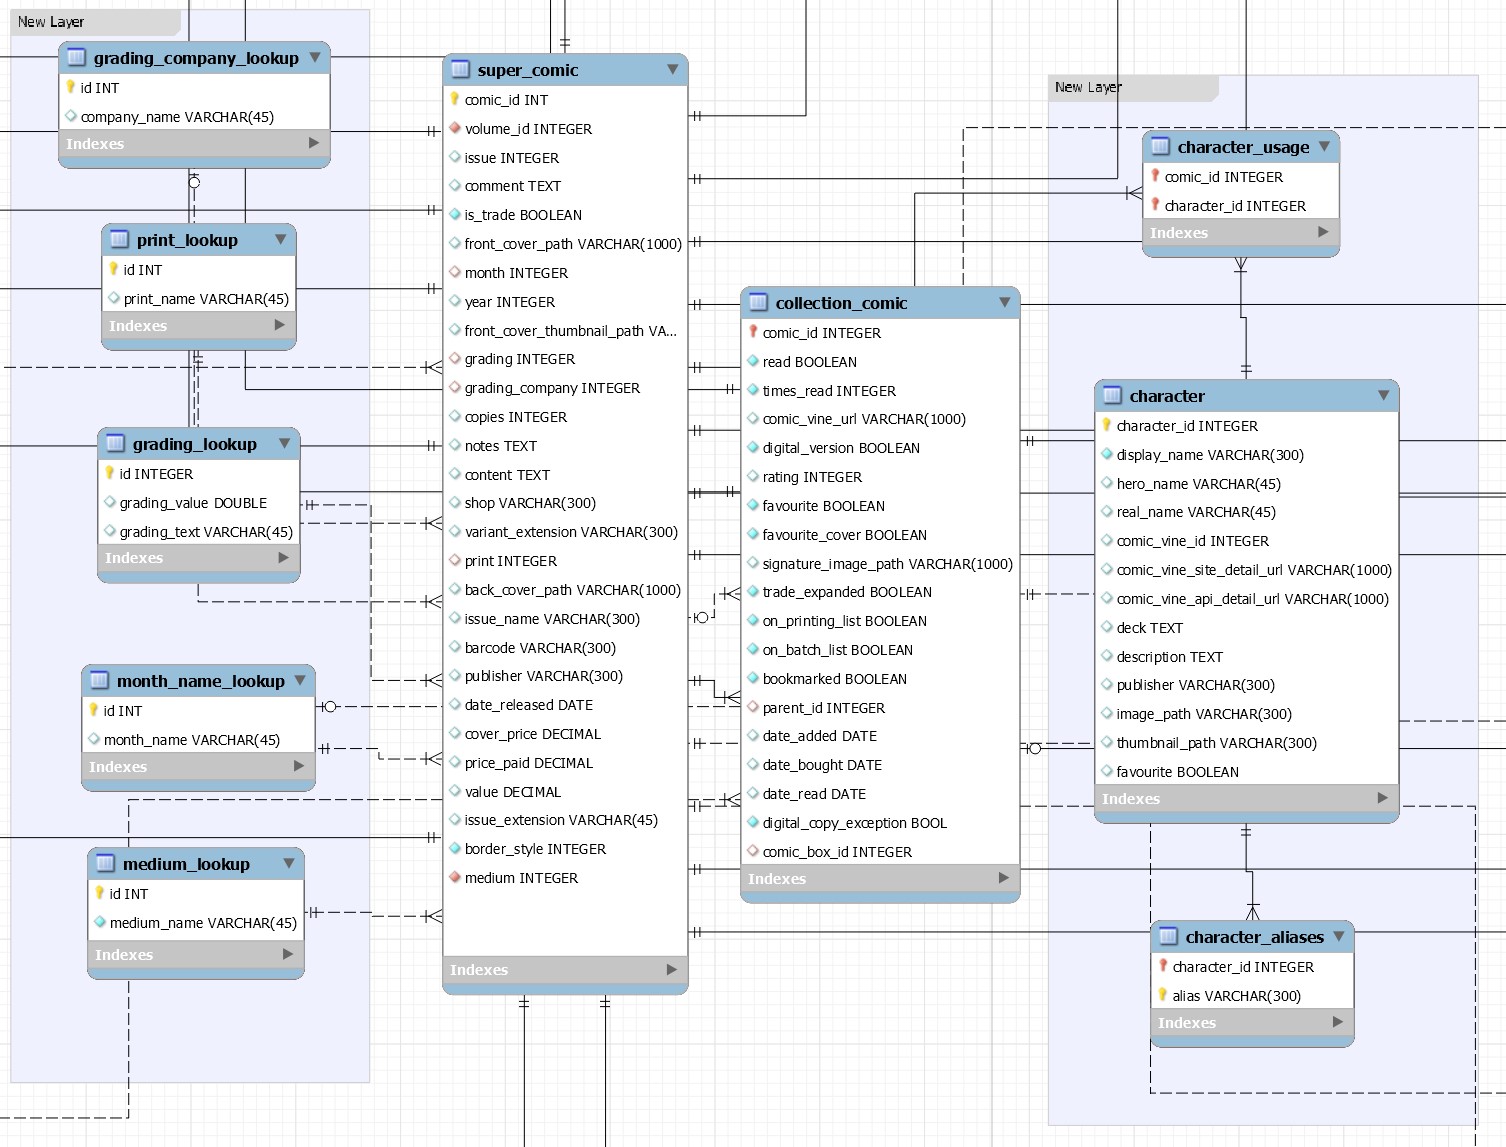 New Layer
grading_company_lookup
id INT
company_name VARCHAR(45)
Indexes
print_lookup
id INT
print_name VARCHAR(45)
Indexes
grading_lookup
id INTEGER
grading_value DOUBLE
grading_text VARCHAR(45)
Indexes
month_name_lookup
id INT
month_name VARCHAR(45)
Indexes
medium_lookup
id INT
medium_name VARCHAR(45)
Indexes
super_comic
comic_id INT
volume_id INTEGER
issue INTEGER
comment TEXT
is_trade BOOLEAN
front_cover_path VARCHAR(1000)
month INTEGER
year INTEGER
front_cover_thumbnail_path VA...
grading INTEGER
grading_company INTEGER
copies INTEGER
notes TEXT
content TEXT
shop VARCHAR(300)
variant_extension VARCHAR(300)
print INTEGER
back_cover_path VARCHAR(1000)
issue_name VARCHAR(300)
barcode VARCHAR(300)
publisher VARCHAR(300)
date_released DATE
cover_price DECIMAL
price_paid DECIMAL
value DECIMAL
issue_extension VARCHAR(45)
border_style INTEGER
medium INTEGER
Indexes
collection_comic
comic_id INTEGER
read BOOLEAN
times_read INTEGER
comic_vine_url VARCHAR(1000)
digital_version BOOLEAN
rating INTEGER
favourite BOOLEAN
favourite_cover BOOLEAN
signature_image_path VARCHAR(1000)
trade_expanded BOOLEAN
on_printing_list BOOLEAN
on_batch_list BOOLEAN
bookmarked BOOLEAN
parent_id INTEGER
date_added DATE
date_bought DATE
date_read DATE
digital_copy_exception BOOL
comic_box_id INTEGER
Indexes
New Layer
character_usage
comic_id INTEGER
character_id INTEGER
Indexes
character
character_id INTEGER
display_name VARCHAR(300)
hero_name VARCHAR(45)
real_name VARCHAR(45)
comic_vine_id INTEGER
comic_vine_site_detail_url VARCHAR(1000)
comic_vine_api_detail_url VARCHAR(1000)
deck TEXT
description TEXT
publisher VARCHAR(300)
image_path VARCHAR(300)
thumbnail_path VARCHAR(300)
favourite BOOLEAN
Indexes
character_aliases
character_id INTEGER
alias VARCHAR(300)
Indexes